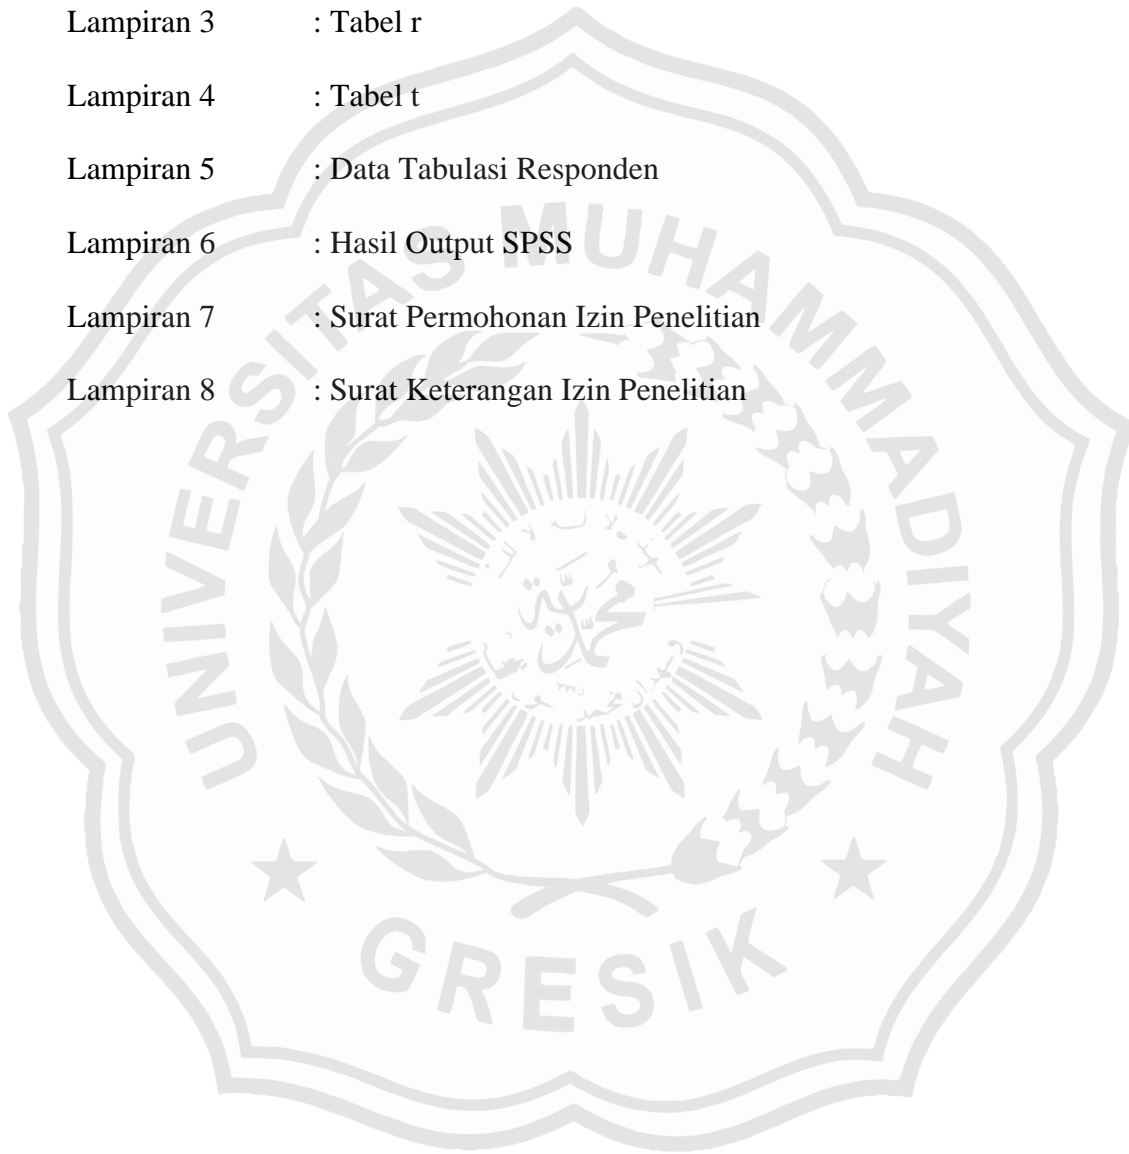 Lampiran 3 : Tabel r
Lampiran 4 : Tabel t
Lampiran 5 : Data Tabulasi Responden
Lampiran 6 : Hasil Output SPSS
Lampiran 7 : Surat Permohonan Izin Penelitian
Lampiran 8 : Surat Keterangan Izin Penelitian
UNIVERSITAS MUHAMMADIYAH
محمدية
GRESIK